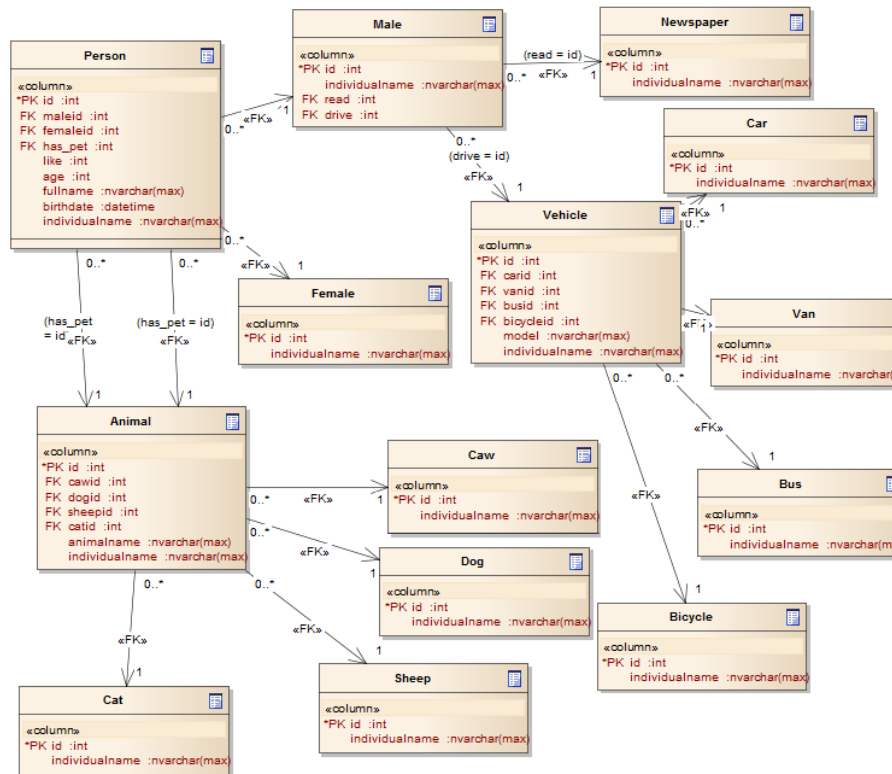 Person
«column»
*PK id :int
FK maleid :int
FK femaleid :int
FK has_pet :int
like :int
age :int
fullname :nvarchar(max)
birthdate :datetime
individualname :nvarchar(max)
0..*
«FK»
1
Male
«column»
*PK id :int
individualname :nvarchar(max)
FK read :int
FK drive :int
(read = id)
0..*
«FK»
1
Newspaper
«column»
*PK id :int
individualname :nvarchar(max)
0..*
(drive = id)
«FK»
1
Car
«column»
*PK id :int
individualname :nvarchar(max)
Vehicle
«column»
*PK id :int
FK carid :int
FK vanid :int
FK busid :int
FK bicycleid :int
model :nvarchar(max)
individualname :nvarchar(max)
1
«FK»
0..*
0..*
«FK»
1
Female
«column»
*PK id :int
individualname :nvarchar(max)
«FK»
1
Van
«column»
*PK id :int
individualname :nvarchar(max)
0..*
0..*
(has_pet
= id)
«FK»
(has_pet = id)
«FK»
1
1
0..*
0..*
«FK»
1
«FK»
1
Animal
«column»
*PK id :int
FK cawid :int
FK dogid :int
FK sheepid :int
FK catid :int
animalname :nvarchar(max)
individualname :nvarchar(max)
0..*
«FK»
1
Caw
«column»
*PK id :int
individualname :nvarchar(max)
Bus
«column»
*PK id :int
individualname :nvarchar(max)
0..*
«FK»
1
Dog
«column»
*PK id :int
individualname :nvarchar(max)
0..*
0..*
«FK»
1
«FK»
1
Bicycle
«column»
*PK id :int
individualname :nvarchar(max)
Sheep
«column»
*PK id :int
individualname :nvarchar(max)
Cat
«column»
*PK id :int
individualname :nvarchar(max)